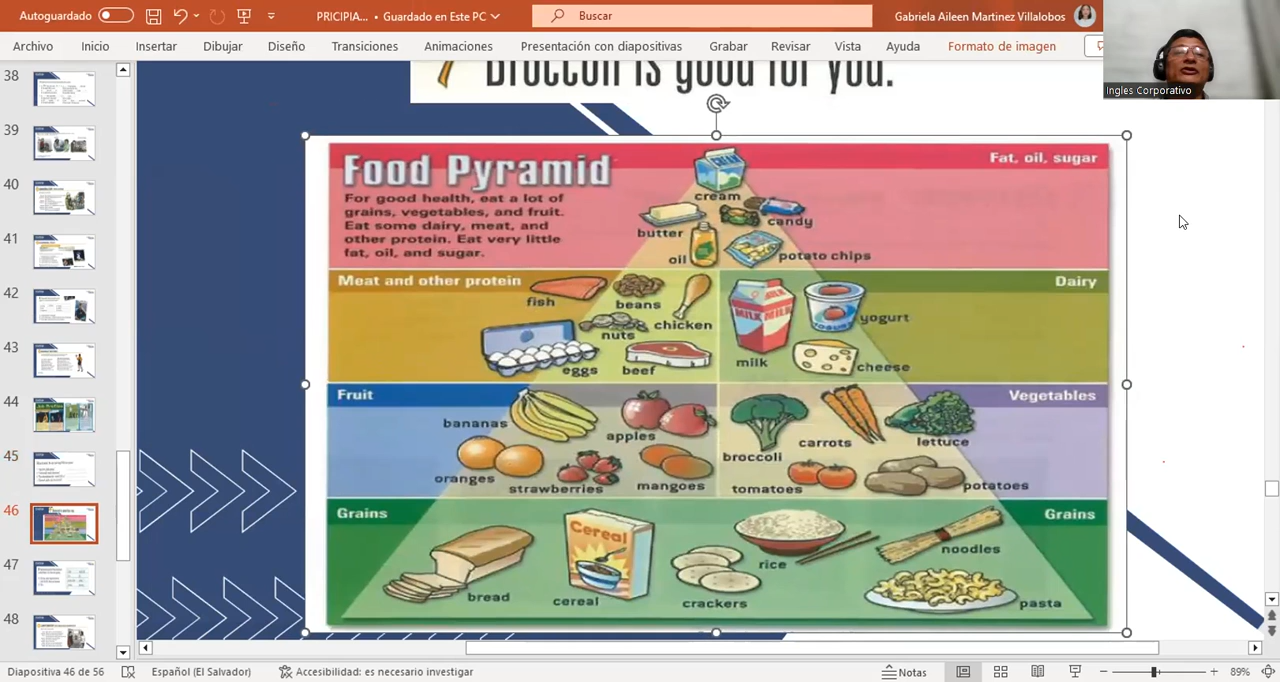 Autoguardado
PRICIPIA... • Guardado en Este PC
Buscar
Gabriela Aileen Martinez Villalobos
Archivo Inicio Insertar Dibujar Diseño Transiciones Animaciones Presentación con diapositivas Grabar Revisar Vista Ayuda Formato de imagen
Ingles Corporativo
38
39
40
41
42
43
44
45
46
47
48
7 Broccoli is good for you.
Food Pyramid
Fat, oil, sugar
For good health, eat a lot of
grains, vegetables, and fruit.
Eat some dairy, meat, and
other protein. Eat very little
fat, oil, and sugar.
CREAM
cream
butter
candy
oil
potato chips
Meat and other protein
Dairy
fish
beans
chicken
nuts
eggs
beef
MILK
MILK
milk
YOGURT
yogurt
cheese
Fruit
Vegetables
bananas
apples
oranges
strawberries
mangoes
broccoli
carrots
lettuce
tomatoes
potatoes
Grains
Grains
bread
Cereal
cereal
crackers
rice
noodles
pasta
Diapositiva 46 de 56 Español (El Salvador) Accesibilidad: es necesario investigar Notas 89%